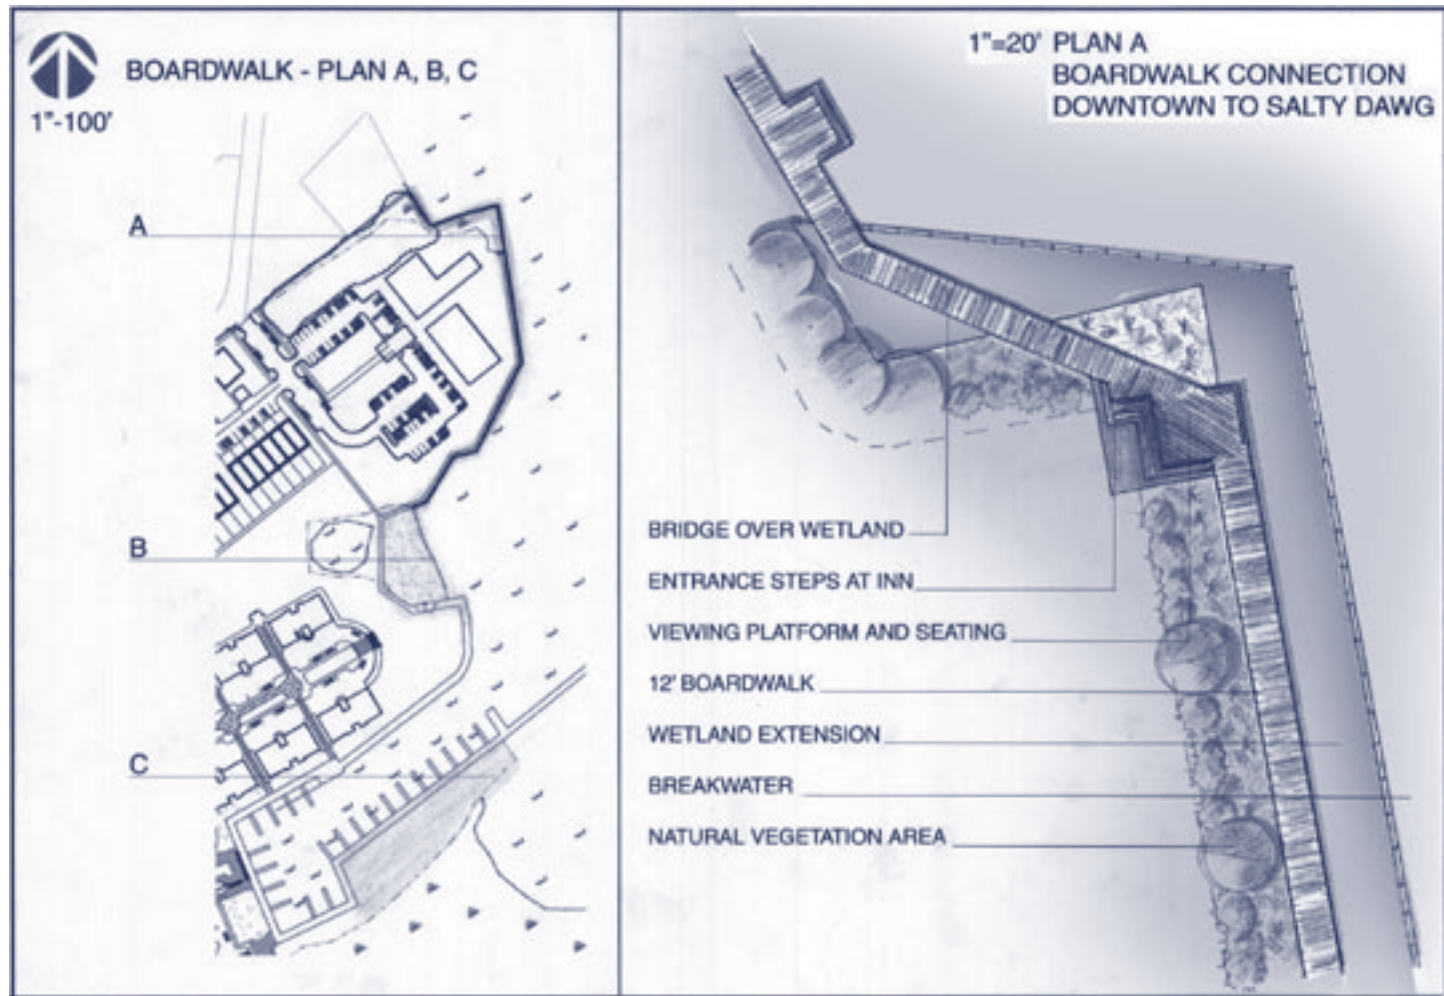 BOARDWALK - PLAN A, B, C
1"-100'
A
B
C
1"=20' PLAN A
BOARDWALK CONNECTION
DOWNTOWN TO SALTY DAWG
BRIDGE OVER WETLAND
ENTRANCE STEPS AT INN
VIEWING PLATFORM AND SEATING
12' BOARDWALK
WETLAND EXTENSION
BREAKWATER
NATURAL VEGETATION AREA